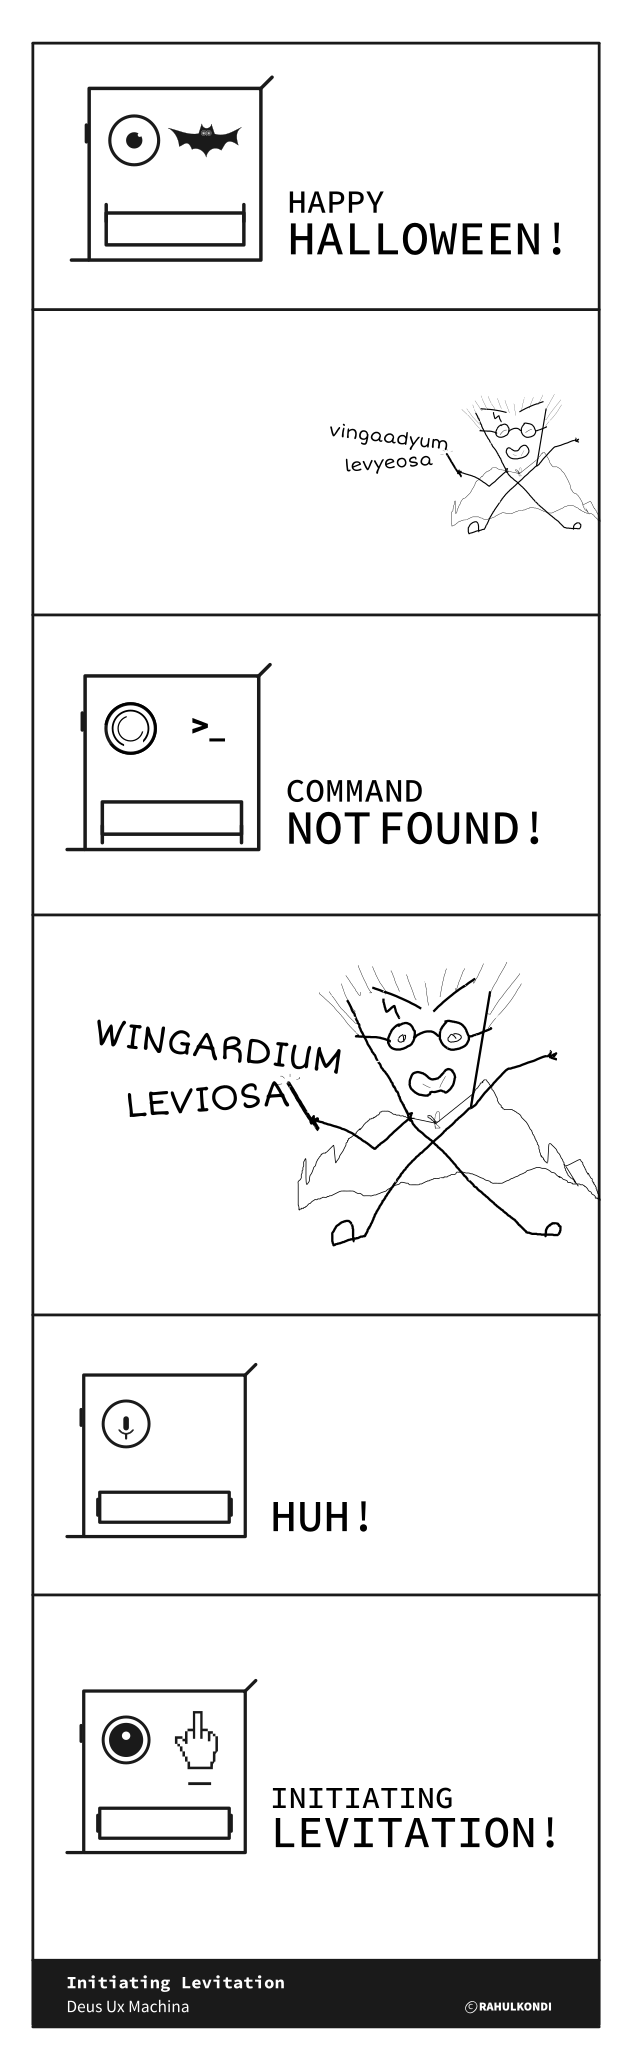 HAPPY
HALLOWEEN!
vingaadyum
levyeosa
>_
COMMAND
NOT FOUND!
WINGARDIUM
LEVIOSA
HUH!
INITIATING
LEVITATION!
Initiating Levitation
Deus Ux Machina
© RAHULKONDI